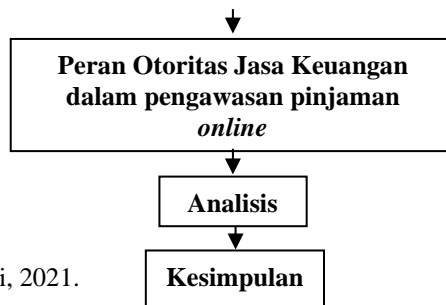 Peran Otoritas Jasa Keuangan
dalam pengawasan pinjaman
online
Analisis
i, 2021.
Kesimpulan